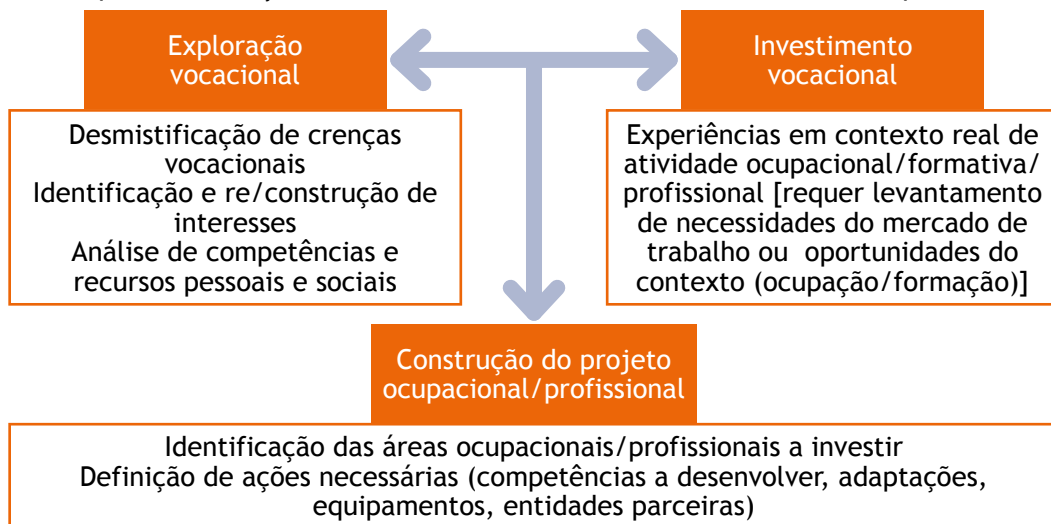 Exploração
vocacional
Investimento
vocacional
Desmistificação de crenças
vocacionais
Identificação e re/construção de
interesses
Análise de competências e
recursos pessoais e sociais
Experiências em contexto real de
atividade ocupacional/formativa/
profissional [requer levantamento
de necessidades do mercado de
trabalho ou oportunidades do
contexto (ocupação/formação)]
Construção do projeto
ocupacional/profissional
Identificação das áreas ocupacionais/profissionais a investir
Definição de ações necessárias (competências a desenvolver, adaptações,
equipamentos, entidades parceiras)